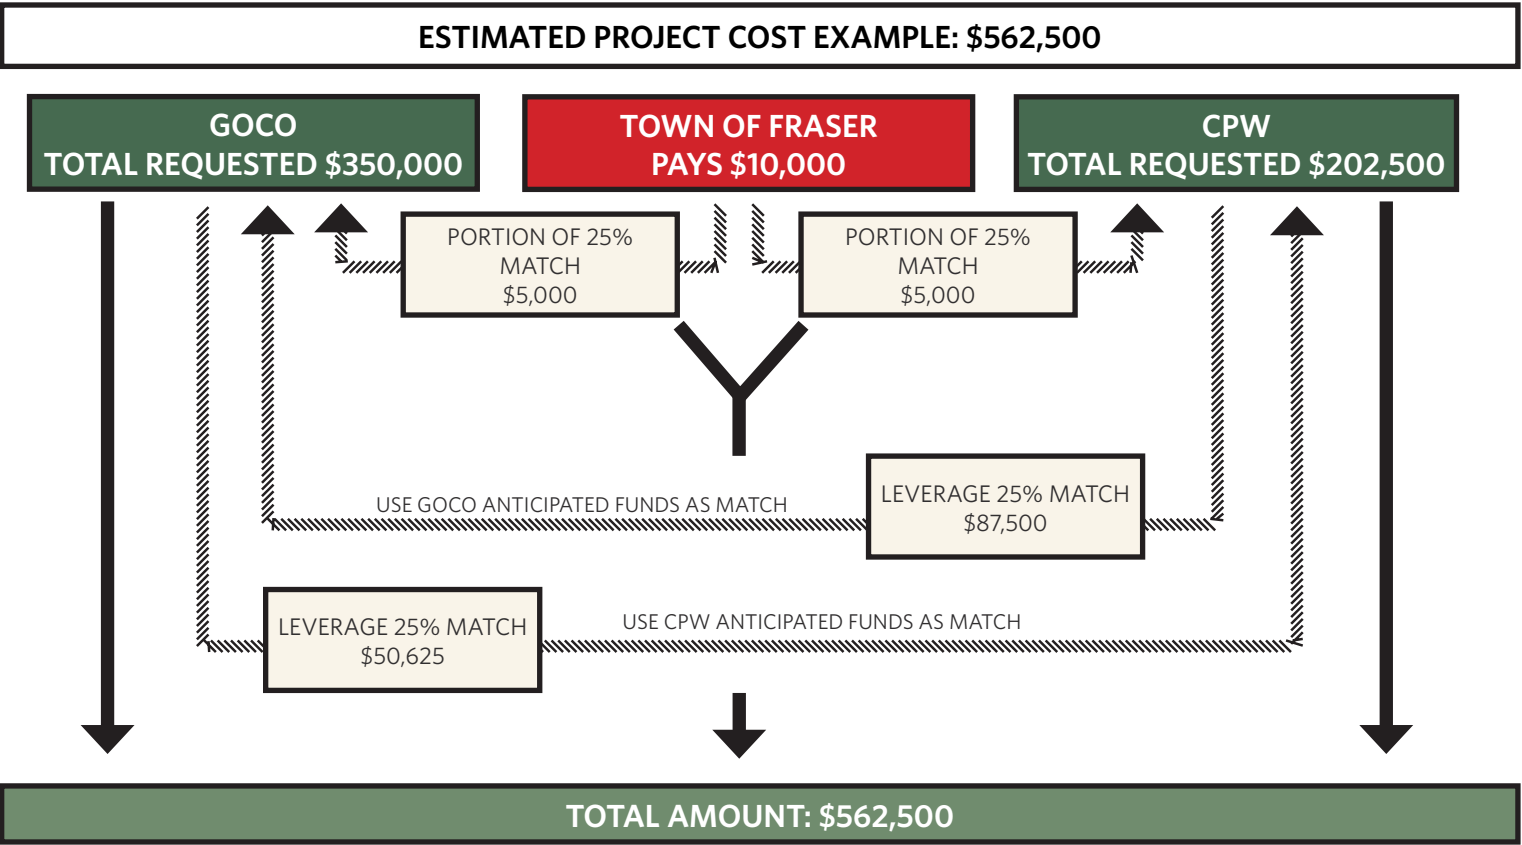 ESTIMATED PROJECT COST EXAMPLE: $562,500
GOCO
TOTAL REQUESTED $350,000
TOWN OF FRASER
PAYS $10,000
CPW
TOTAL REQUESTED $202,500
PORTION OF 25%
MATCH
$5,000
PORTION OF 25%
MATCH
$5,000
USE GOCO ANTICIPATED FUNDS AS MATCH
LEVERAGE 25% MATCH
$87,500
LEVERAGE 25% MATCH
$50,625
USE CPW ANTICIPATED FUNDS AS MATCH
TOTAL AMOUNT: $562,500